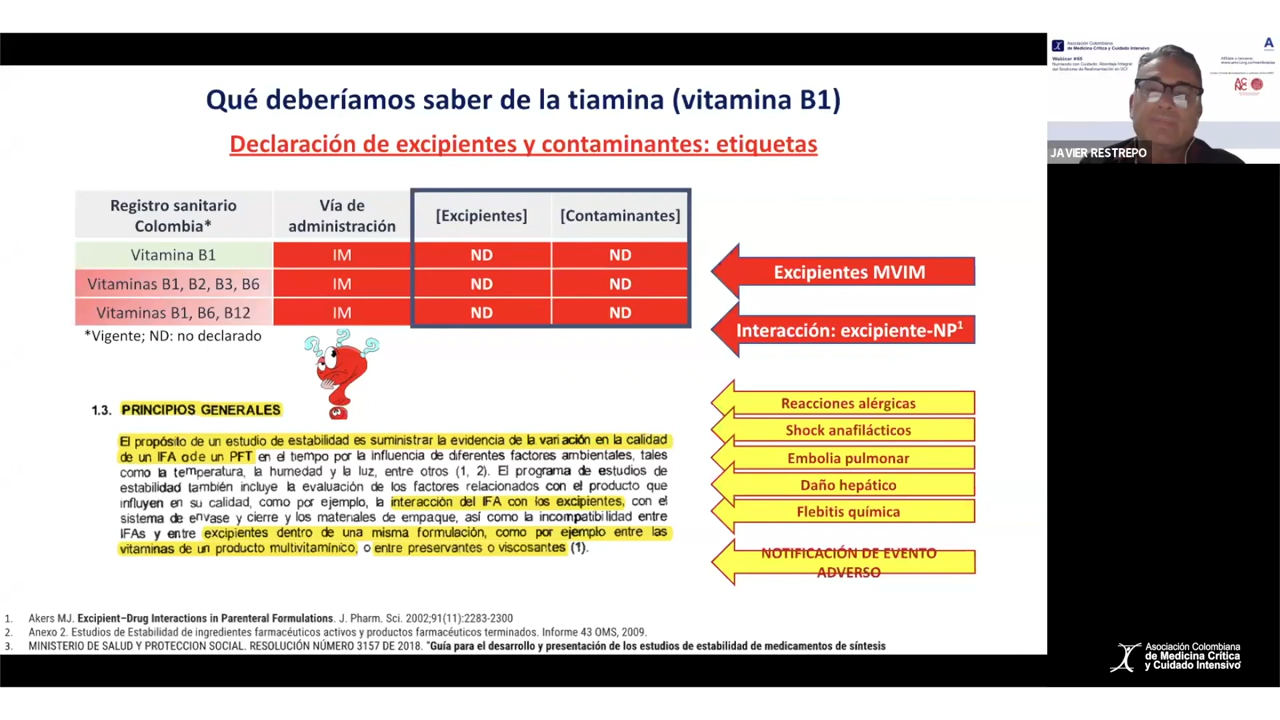 Qué deberíamos saber de la tiamina (vitamina B1)
Declaración de excipientes y contaminantes: etiquetas
Registro sanitario Colombia* Vía de administración [Excipientes] [Contaminantes]
Vitamina B1 IM ND ND
Vitaminas B1, B2, B3, B6 IM ND ND
Vitaminas B1, B6, B12 IM ND ND
*Vigente; ND: no declarado
Excipientes MVIM
Interacción: excipiente-NP1
Reacciones alérgicas
Shock anafilácticos
Embolia pulmonar
Daño hepático
Flebitis química
NOTIFICACIÓN DE EVENTO
ADVERSO
1.3. PRINCIPIOS GENERALES
El propósito de un estudio de estabilidad es suministrar la evidencia de la variación en la calidad
de un IFA o de un PFT en el tiempo por la influencia de diferentes factores ambientales, tales
como la temperatura, la humedad y la luz, entre otros (1, 2). El programa de estudios de
estabilidad también incluye la evaluación de los factores relacionados con el producto que
influyen en su calidad, como por ejemplo, la interacción del IFA con los excipientes, con el
sistema de envase y cierre y los materiales de empaque, así como la incompatibilidad entre
IFAs y entre excipientes dentro de una misma formulación, como por ejemplo entre las
vitaminas de un producto multivitamínico, o entre preservantes o viscosantes (1).
1. Akers MJ. Excipient–Drug Interactions in Parenteral Formulations. J. Pharm. Sci. 2002;91(11):2283-2300
2. Anexo 2. Estudios de Estabilidad de ingredientes farmacéuticos activos y productos farmacéuticos terminados. Informe 43 OMS, 2009.
3. MINISTERIO DE SALUD Y PROTECCION SOCIAL. RESOLUCIÓN NÚMERO 3157 DE 2018. "Guía para el desarrollo y presentación de los estudios de estabilidad de medicamentos de síntesis
Asociación Colombiana
de Medicina Crítica y Cuidado Intensivo
Webinar #65
JAVIER RESTREPO
Asociación Colombiana
de Medicina Crítica
y Cuidado Intensivo